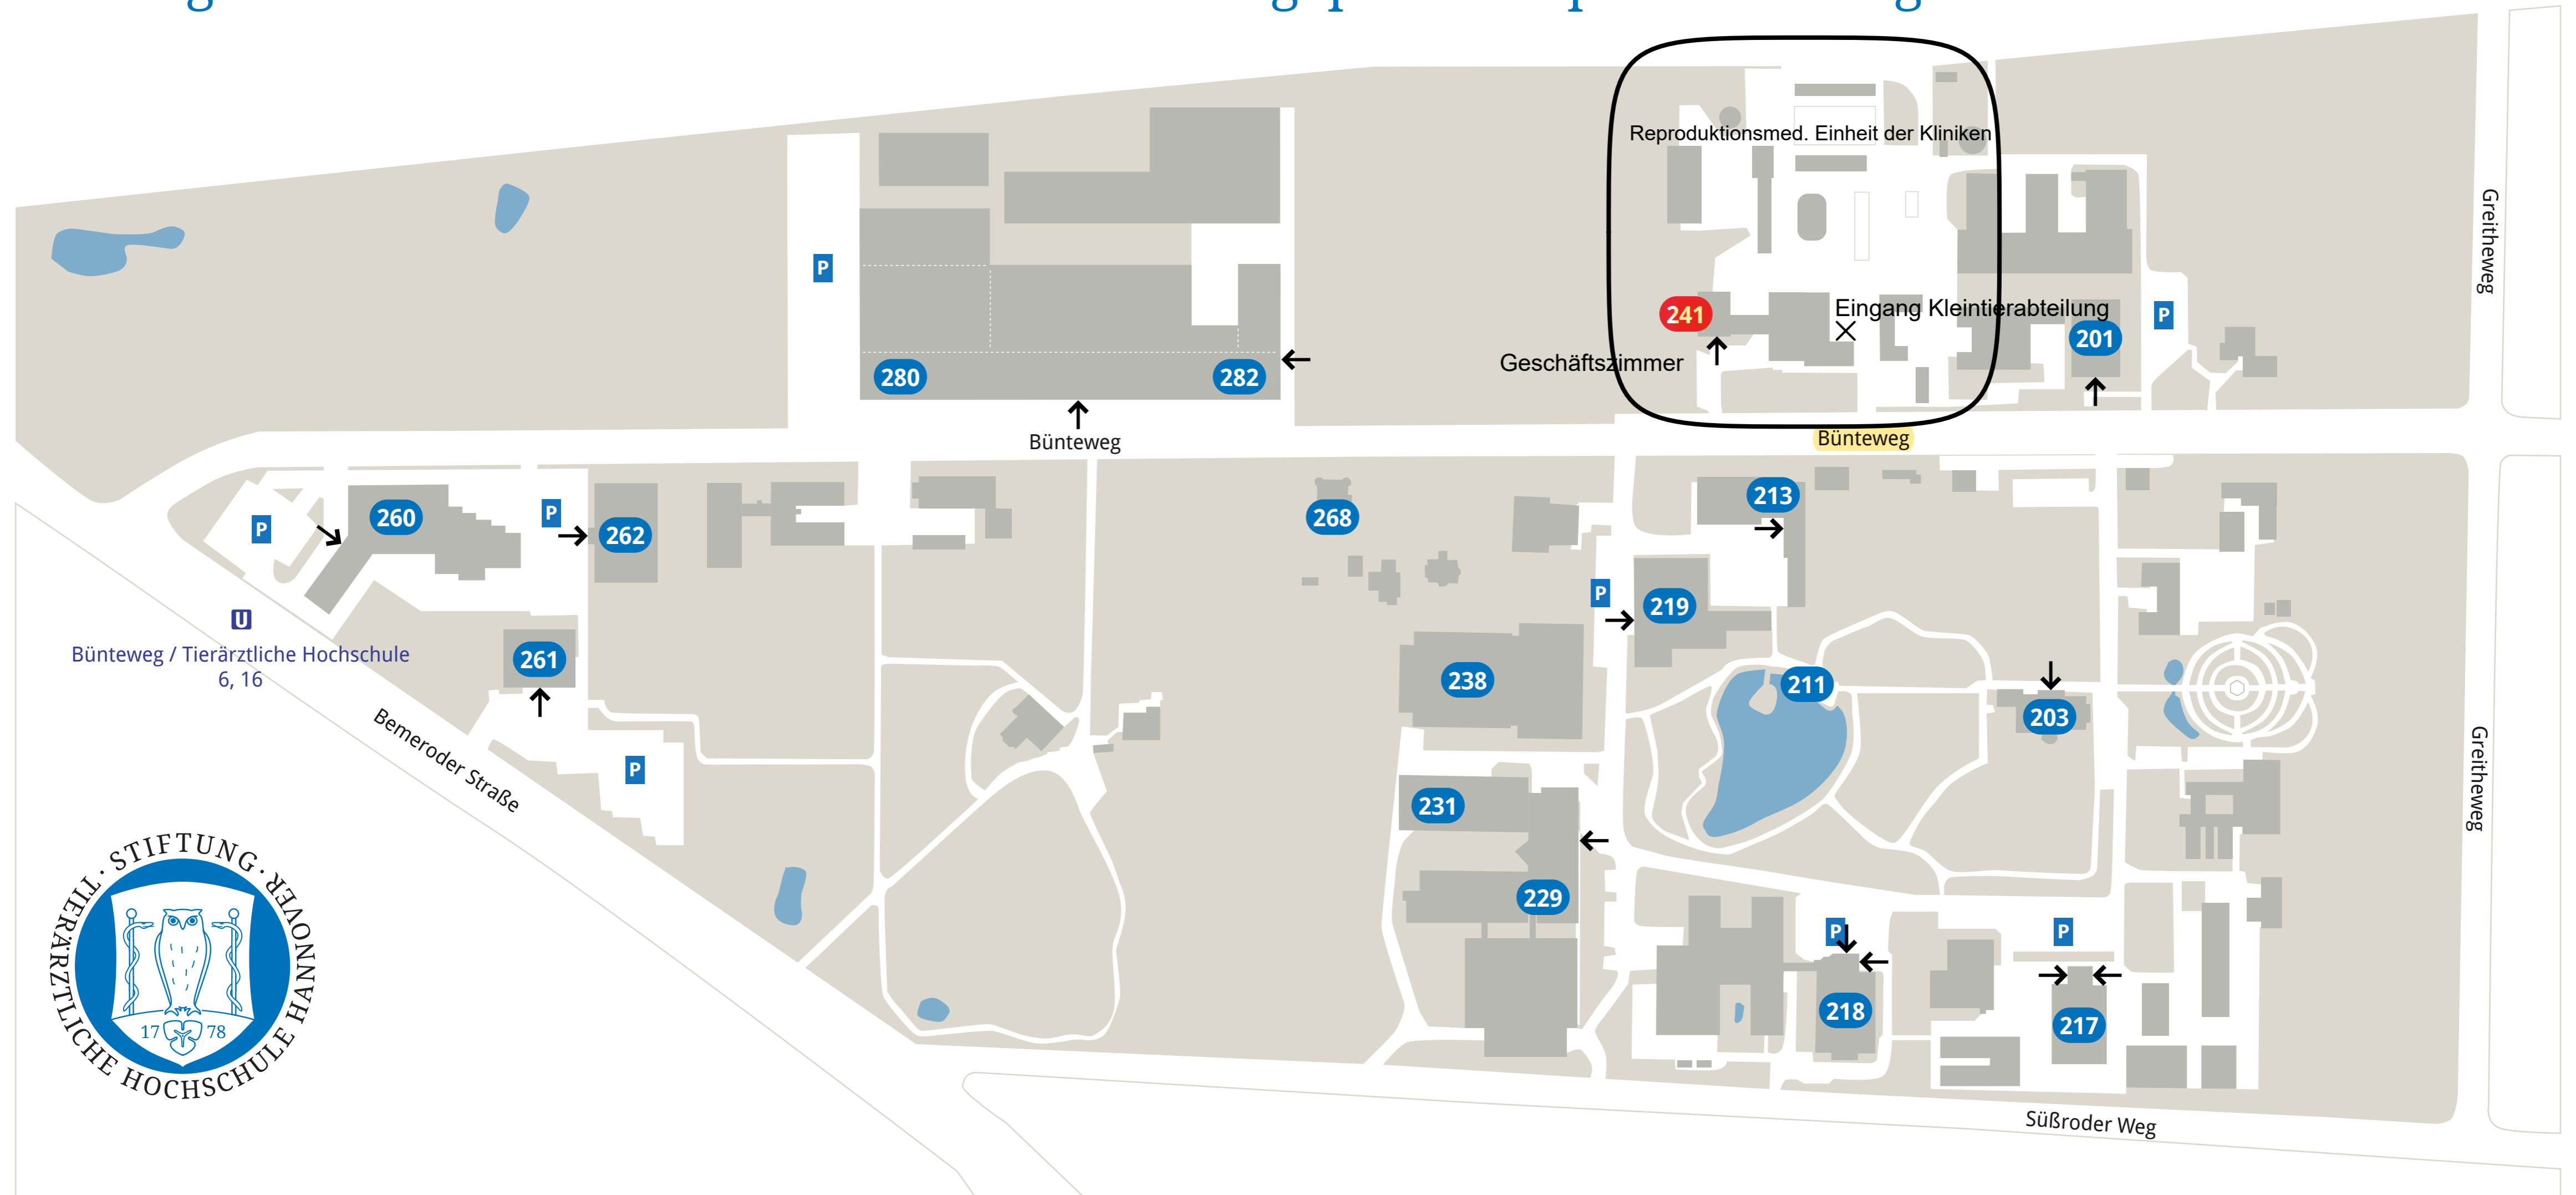 Reproduktionsmed. Einheit der Kliniken
Greitheweg
P
Eingang Kleintierabteilung
241
P
201
Geschäftszimmer
280
282
Bünteweg
Bünteweg
213
P
260
P
262
268
P
219
U
Bünteweg / Tierärztliche Hochschule
6, 16
261
238
211
203
Bemeroder Straße
P
Greitheweg
231
229
P
P
218
217
STIFTUNG · TIERÄRZTLICHE HOCHSCHULE HANNOVER ·
17 78
Süßroder Weg